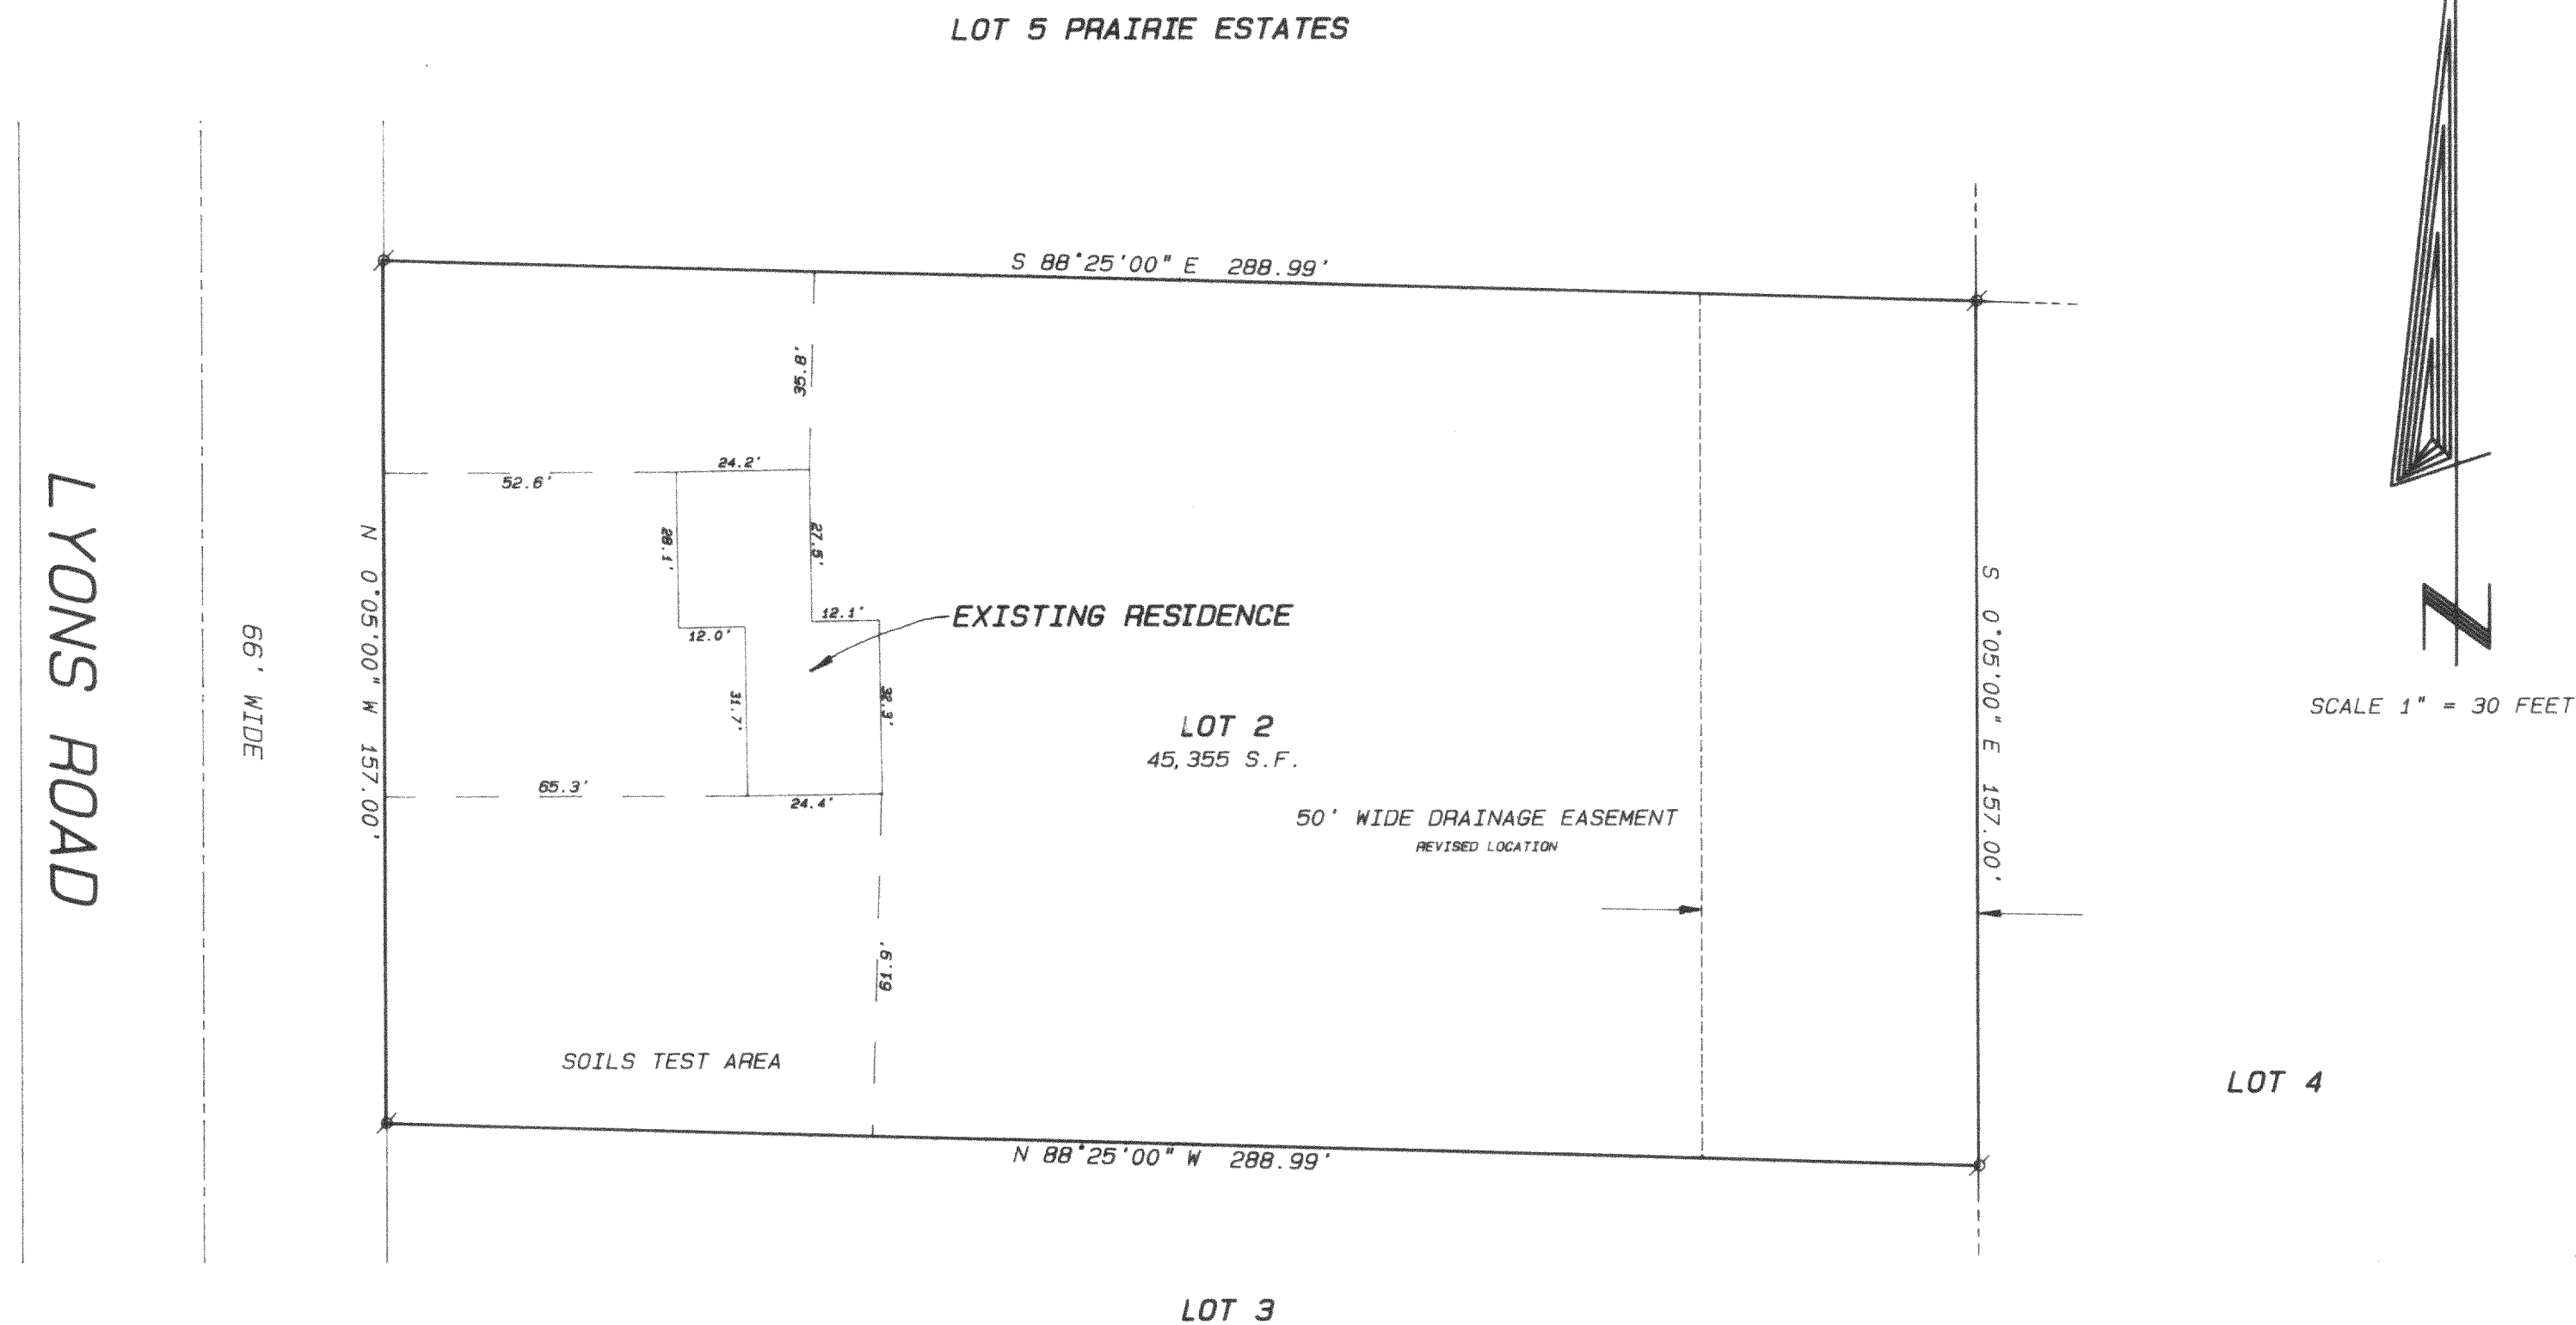 LOT 5 PRAIRIE ESTATES
S 88°25'00" E 288.99'
35.8'
24.2'
52.6'
28.1'
27.5'
12.1'
12.0'
EXISTING RESIDENCE
31.7'
32.3'
65.3'
24.4'
61.9'
LOT 2
45,355 S.F.
50' WIDE DRAINAGE EASEMENT
REVISED LOCATION
SOILS TEST AREA
N 88°25'00" W 288.99'
N 0°05'00" W 157.00'
S 0°05'00" E 157.00'
LYONS ROAD
66' WIDE
N
SCALE 1" = 30 FEET
LOT 4
LOT 3